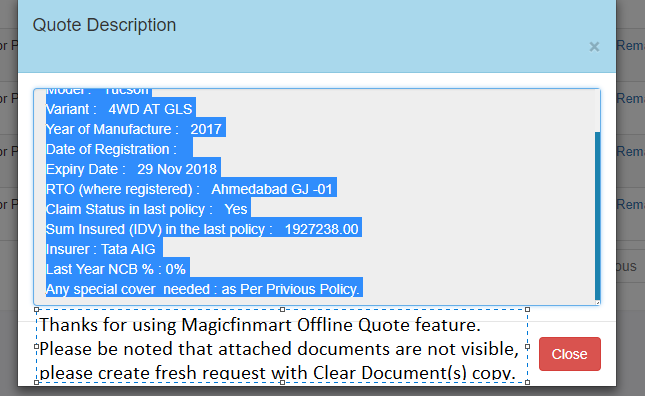 Quote Description
×
Model : Tucson
Variant : 4WD AT GLS
Year of Manufacture : 2017
Date of Registration :
Expiry Date : 29 Nov 2018
RTO (where registered) : Ahmedabad GJ -01
Claim Status in last policy : Yes
Sum Insured (IDV) in the last policy : 1927238.00
Insurer : Tata AIG
Last Year NCB % : 0%
Any special cover needed : as Per Privious Policy.
Thanks for using Magicfinmart Offline Quote feature.
Please be noted that attached documents are not visible,
please create fresh request with Clear Document(s) copy.
Close
or P
or P
or P
or P
Rema
Rema
Rema
Rema
ous